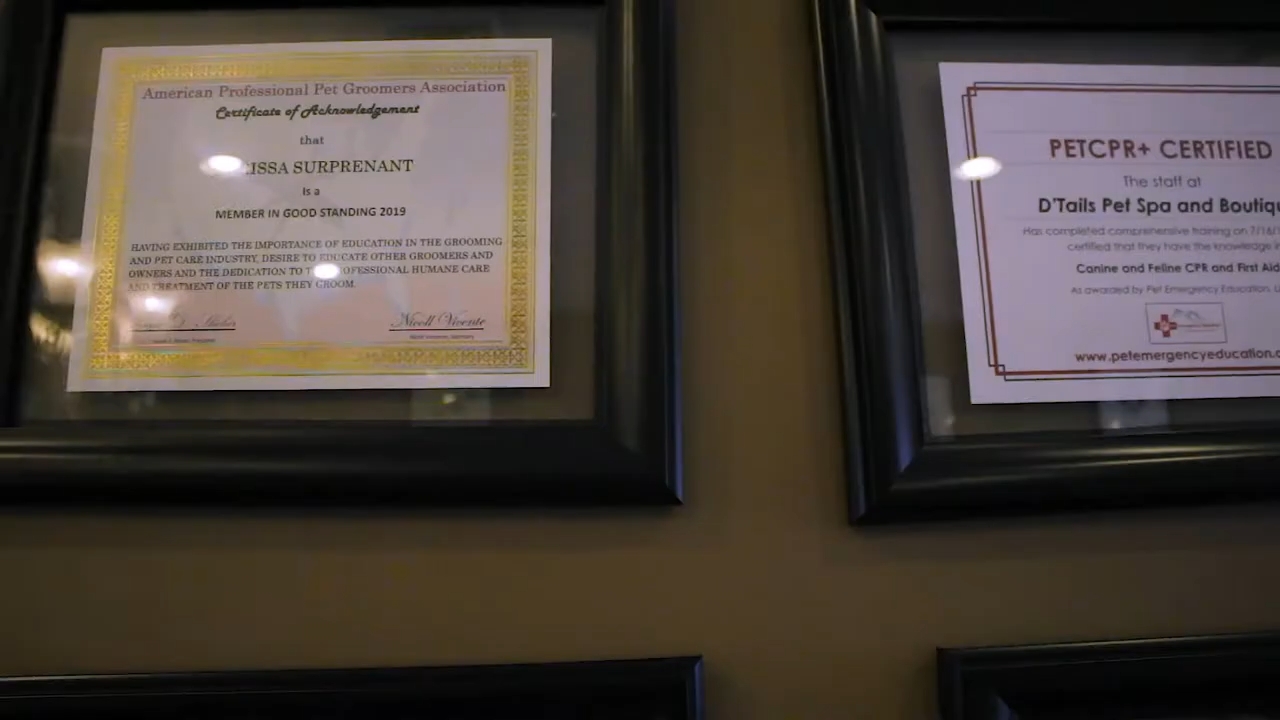 American Professional Pet Groomers Association
Certificate of Acknowledgement
that
SURPRENANT
is a
MEMBER IN GOOD STANDING 2019
HAVING EXHIBITED THE IMPORTANCE OF EDUCATION IN THE GROOMING
AND PET CARE INDUSTRY, DESIRE TO EDUCATE OTHER GROOMERS AND
OWNERS AND THE DEDICATION TO HUMANE CARE
AND TREATMENT OF THE PETS THEY GROOM.
Nicoll Vicente
PETCPR+ CERTIFIED
The staff at
D'Tails Pet Spa and
Has completed comprehensive training on
certified that they have the knowledge
Canine and Feline CPR and First Aid
As awarded by Pet Emergency Education,
www.petemergencyeducation.c